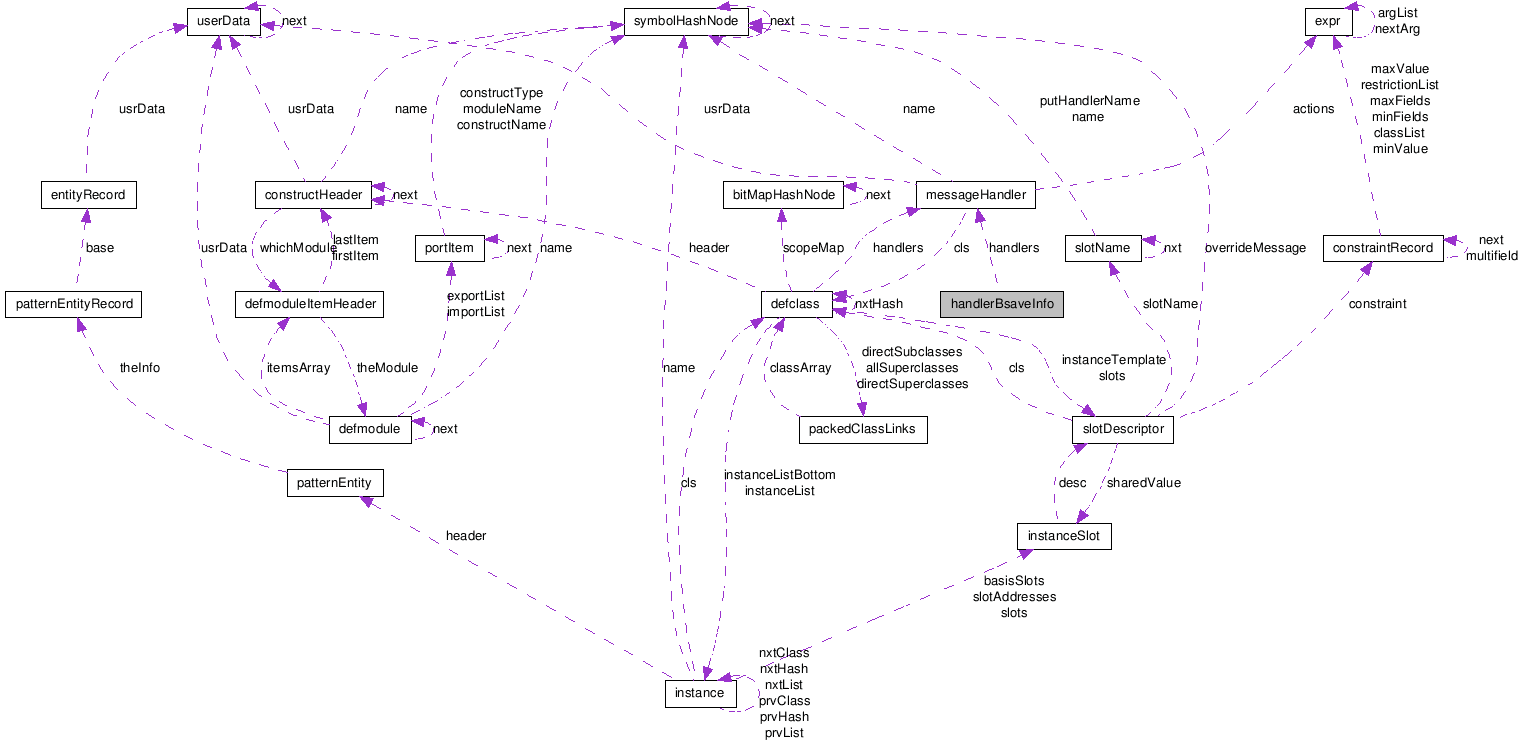 userData
next
symbolHashNode
next
expr
argList
nextArg
usrData
usrData
name
constructType
moduleName
constructName
usrData
name
putHandlerName
name
actions
maxValue
restrictionList
maxFields
minFields
classList
minValue
entityRecord
constructHeader
next
bitMapHashNode
next
messageHandler
base
usrData
whichModule
lastItem
firstItem
portItem
next
name
header
scopeMap
handlers
cls
handlers
slotName
nxt
overrideMessage
constraintRecord
next
multifield
patternEntityRecord
defmoduleItemHeader
exportList
importList
defclass
nxtHash
handlerBsaveInfo
slotName
constraint
theInfo
itemsArray
theModule
name
classArray
directSubclasses
allSuperclasses
directSuperclasses
cls
instanceTemplate
slots
defmodule
next
packedClassLinks
slotDescriptor
patternEntity
cls
instanceListBottom
instanceList
desc
sharedValue
header
instanceSlot
basisSlots
slotAddresses
slots
instance
nxtClass
nxtHash
nxtList
prvClass
prvHash
prvList